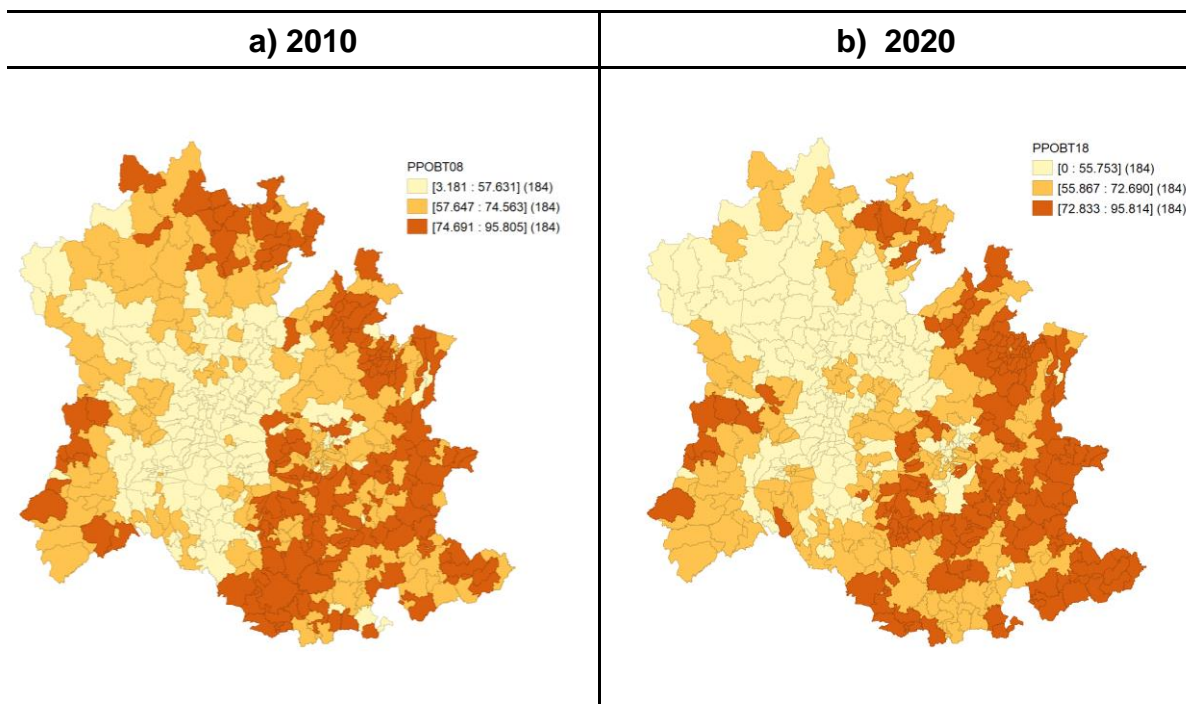 a) 2010
b) 2020
PPOBT08
[3.181 : 57.631] (184)
[57.647 : 74.563] (184)
[74.691 : 95.805] (184)
PPOBT18
[0 : 55.753] (184)
[55.867 : 72.690] (184)
[72.833 : 95.814] (184)